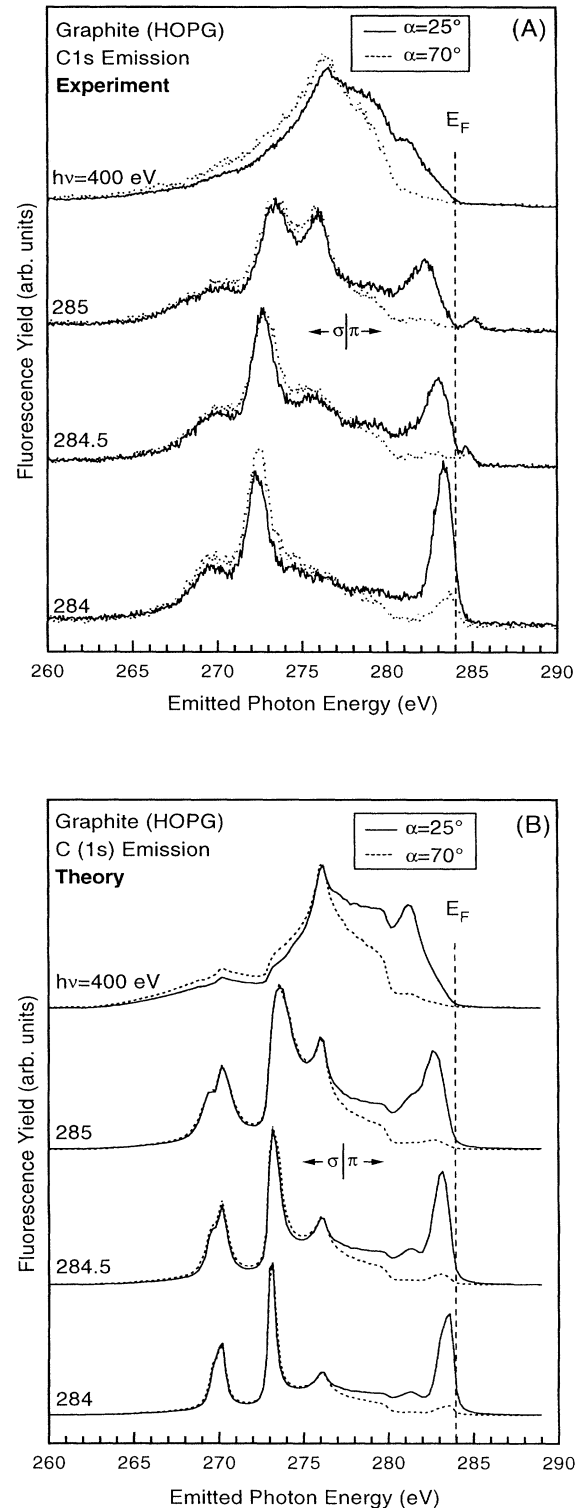 Graphite (HOPG)
C1s Emission
Experiment
α=25°
α=70°
(A)
E_F
hν=400 eV
285
σ|π
284.5
284
Fluorescence Yield (arb. units)
260 265 270 275 280 285 290
Emitted Photon Energy (eV)
Graphite (HOPG)
C (1s) Emission
Theory
α=25°
α=70°
(B)
E_F
hν=400 eV
285
σ|π
284.5
284
Fluorescence Yield (arb. units)
260 265 270 275 280 285 290
Emitted Photon Energy (eV)